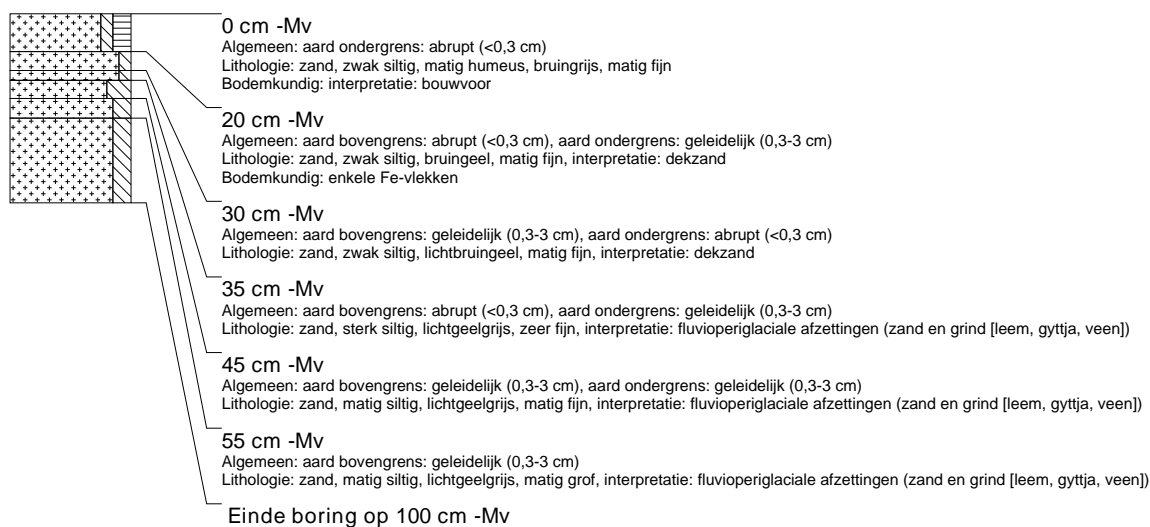 0 cm -Mv
Algemeen: aard ondergrens: abrupt (<0,3 cm)
Lithologie: zand, zwak siltig, matig humeus, bruingrijs, matig fijn
Bodemkundig: interpretatie: bouwvoor
20 cm -Mv
Algemeen: aard bovengrens: abrupt (<0,3 cm), aard ondergrens: geleidelijk (0,3-3 cm)
Lithologie: zand, zwak siltig, bruingeel, matig fijn, interpretatie: dekzand
Bodemkundig: enkele Fe-vlekken
30 cm -Mv
Algemeen: aard bovengrens: geleidelijk (0,3-3 cm), aard ondergrens: abrupt (<0,3 cm)
Lithologie: zand, zwak siltig, lichtbruingeel, matig fijn, interpretatie: dekzand
35 cm -Mv
Algemeen: aard bovengrens: abrupt (<0,3 cm), aard ondergrens: geleidelijk (0,3-3 cm)
Lithologie: zand, sterk siltig, lichtgeelgrijs, zeer fijn, interpretatie: fluvioperiglaciale afzettingen (zand en grind [leem, gyttja, veen])
45 cm -Mv
Algemeen: aard bovengrens: geleidelijk (0,3-3 cm), aard ondergrens: geleidelijk (0,3-3 cm)
Lithologie: zand, matig siltig, lichtgeelgrijs, matig fijn, interpretatie: fluvioperiglaciale afzettingen (zand en grind [leem, gyttja, veen])
55 cm -Mv
Algemeen: aard bovengrens: geleidelijk (0,3-3 cm)
Lithologie: zand, matig siltig, lichtgeelgrijs, matig grof, interpretatie: fluvioperiglaciale afzettingen (zand en grind [leem, gyttja, veen])
Einde boring op 100 cm -Mv